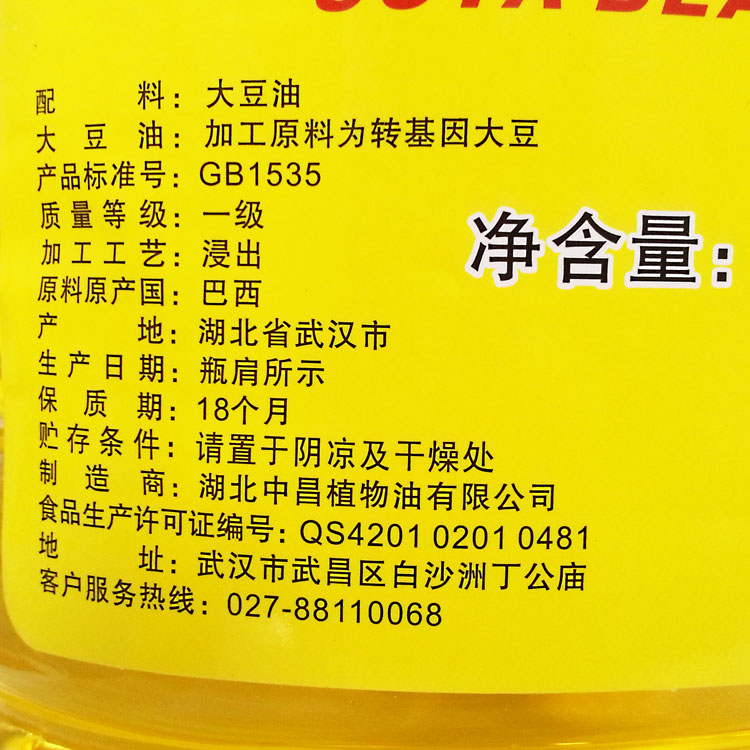 配料：大豆油
大豆油：加工原料为转基因大豆
产品标准号：GB1535
质量等级：一级
加工工艺：浸出
原料原产国：巴西
产地：湖北省武汉市
生产日期：瓶肩所示
保质期：18个月
贮存条件：请置于阴凉及干燥处
制造商：湖北中昌植物油有限公司
食品生产许可证编号：QS4201 0201 0481
地址：武汉市武昌区白沙洲丁公庙
客户服务热线：027-88110068
净含量：